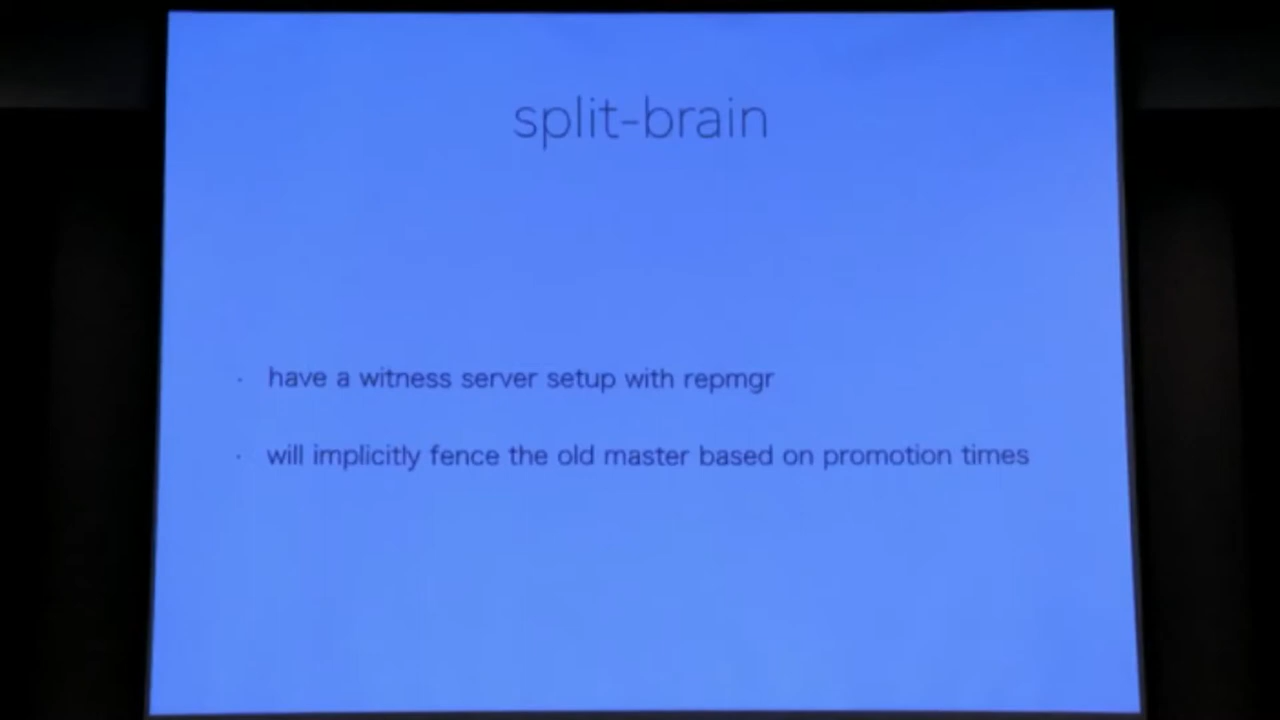 split-brain
· have a witness server setup with repmgr
· will implicitly fence the old master based on promotion times